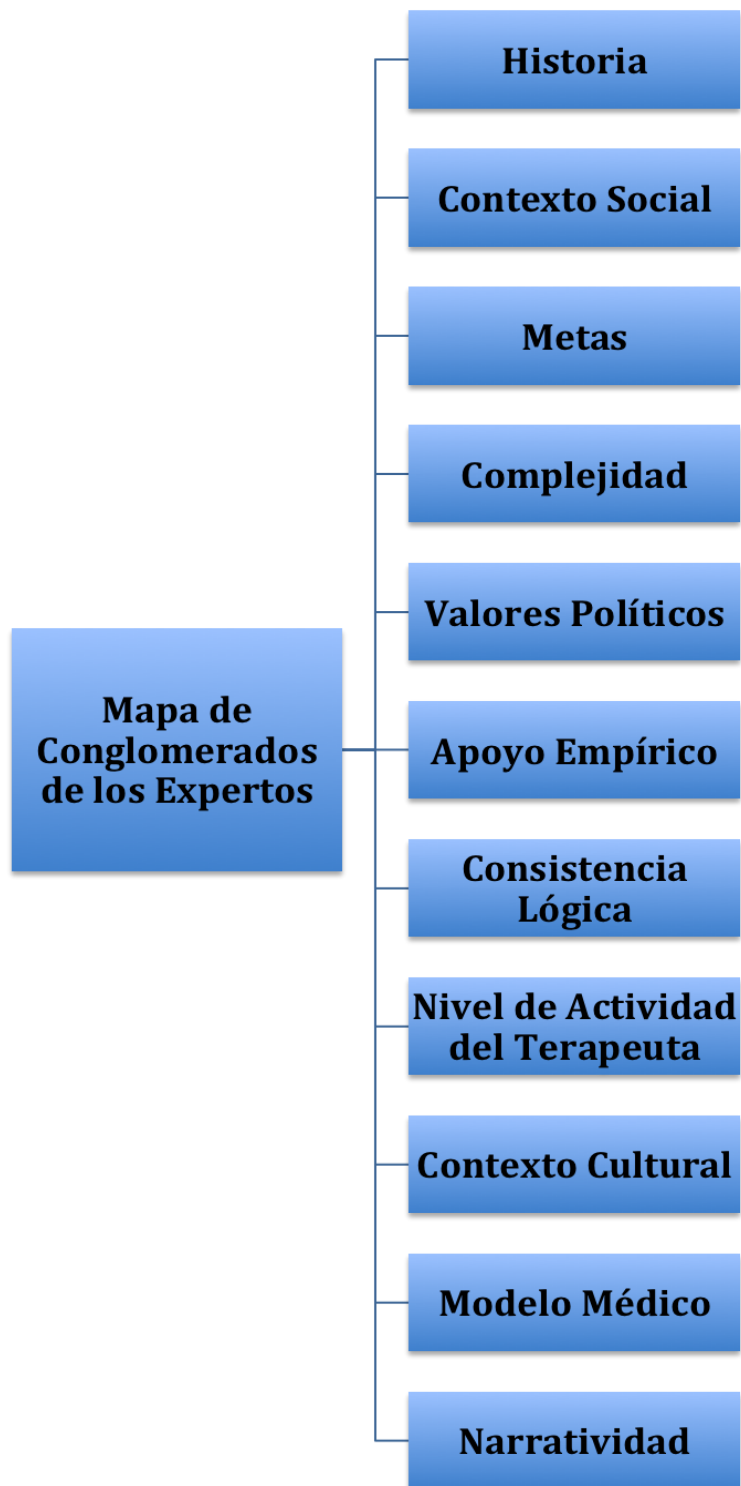 Historia
Contexto Social
Metas
Complejidad
Valores Políticos
Mapa de
Conglomerados
de los Expertos
Apoyo Empírico
Consistencia
Lógica
Nivel de Actividad
del Terapeuta
Contexto Cultural
Modelo Médico
Narratividad